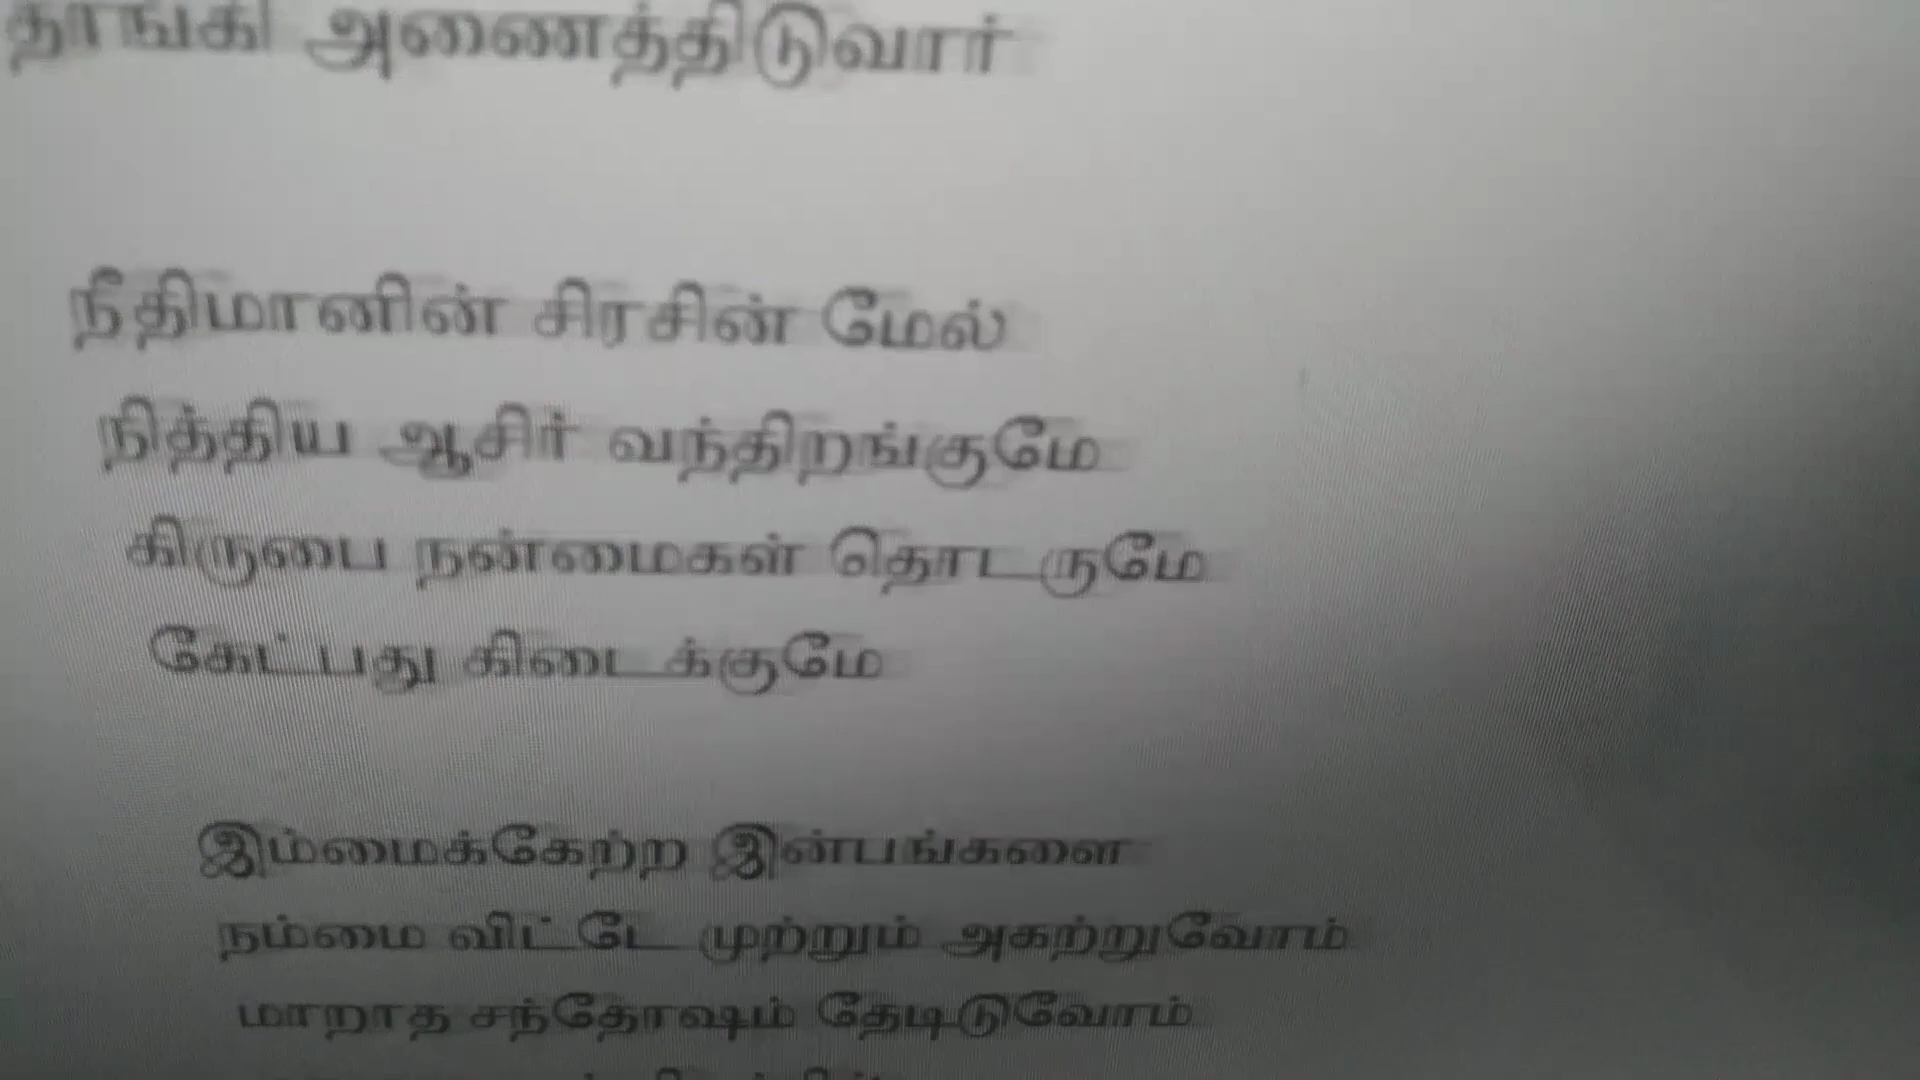 தாங்கி அணைத்திடுவார்
நீதிமானின் சிரசின் மேல்
நித்திய ஆசிர் வந்திறங்குமே
கிருபை நன்மைகள் தொடருமே
கேட்பது கிடைக்குமே
இம்மைக்கேற்ற இன்பங்களை
நம்மை விட்டே முற்றும் அகற்றுவோம்
மாறாத சந்தோஷம் தேடிடுவோம்